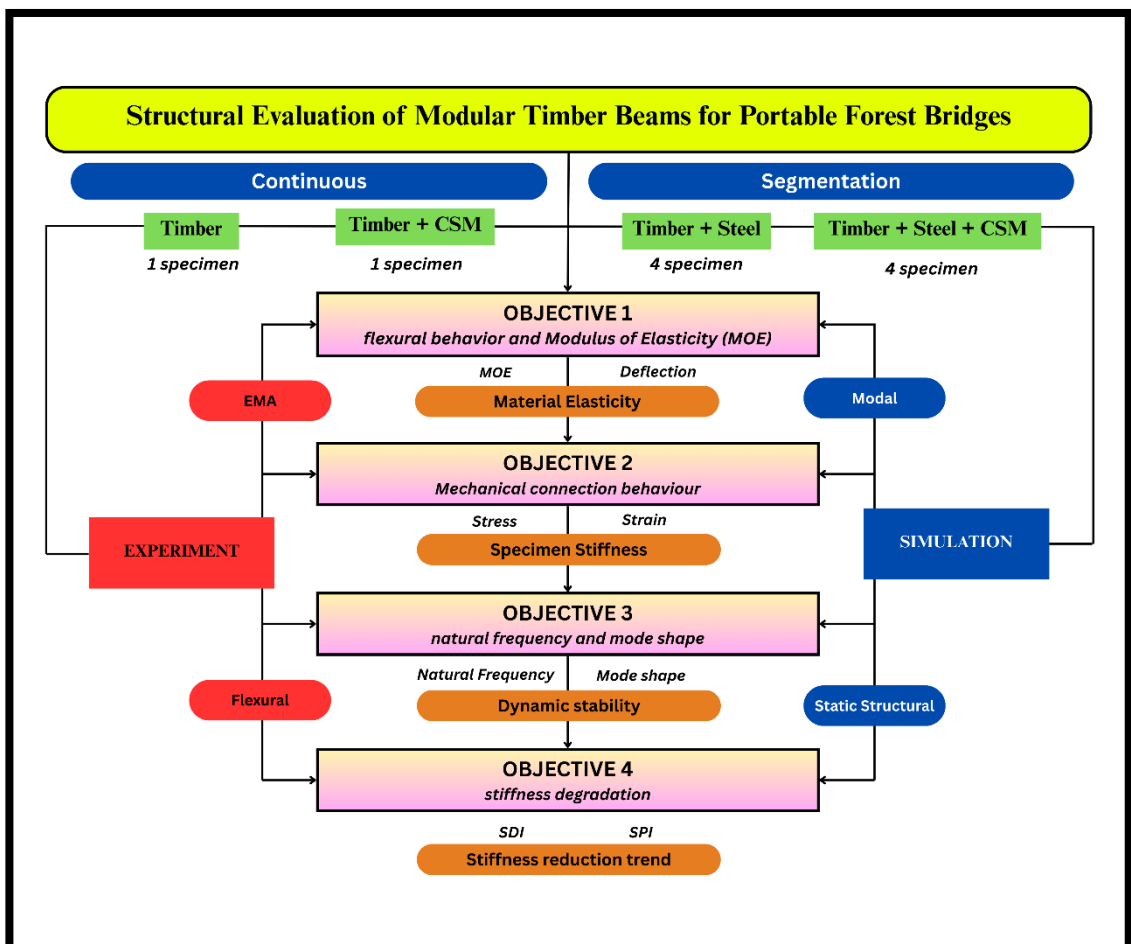 Structural Evaluation of Modular Timber Beams for Portable Forest Bridges
Continuous
Segmentation
Timber
Timber + CSM
Timber + Steel
Timber + Steel + CSM
1 specimen
1 specimen
4 specimen
4 specimen
OBJECTIVE 1
flexural behavior and Modulus of Elasticity (MOE)
MOE
Deflection
EMA
Material Elasticity
Modal
OBJECTIVE 2
Mechanical connection behaviour
Stress
Strain
EXPERIMENT
Specimen Stiffness
SIMULATION
OBJECTIVE 3
natural frequency and mode shape
Natural Frequency
Mode shape
Flexural
Dynamic stability
Static Structural
OBJECTIVE 4
stiffness degradation
SDI
SPI
Stiffness reduction trend